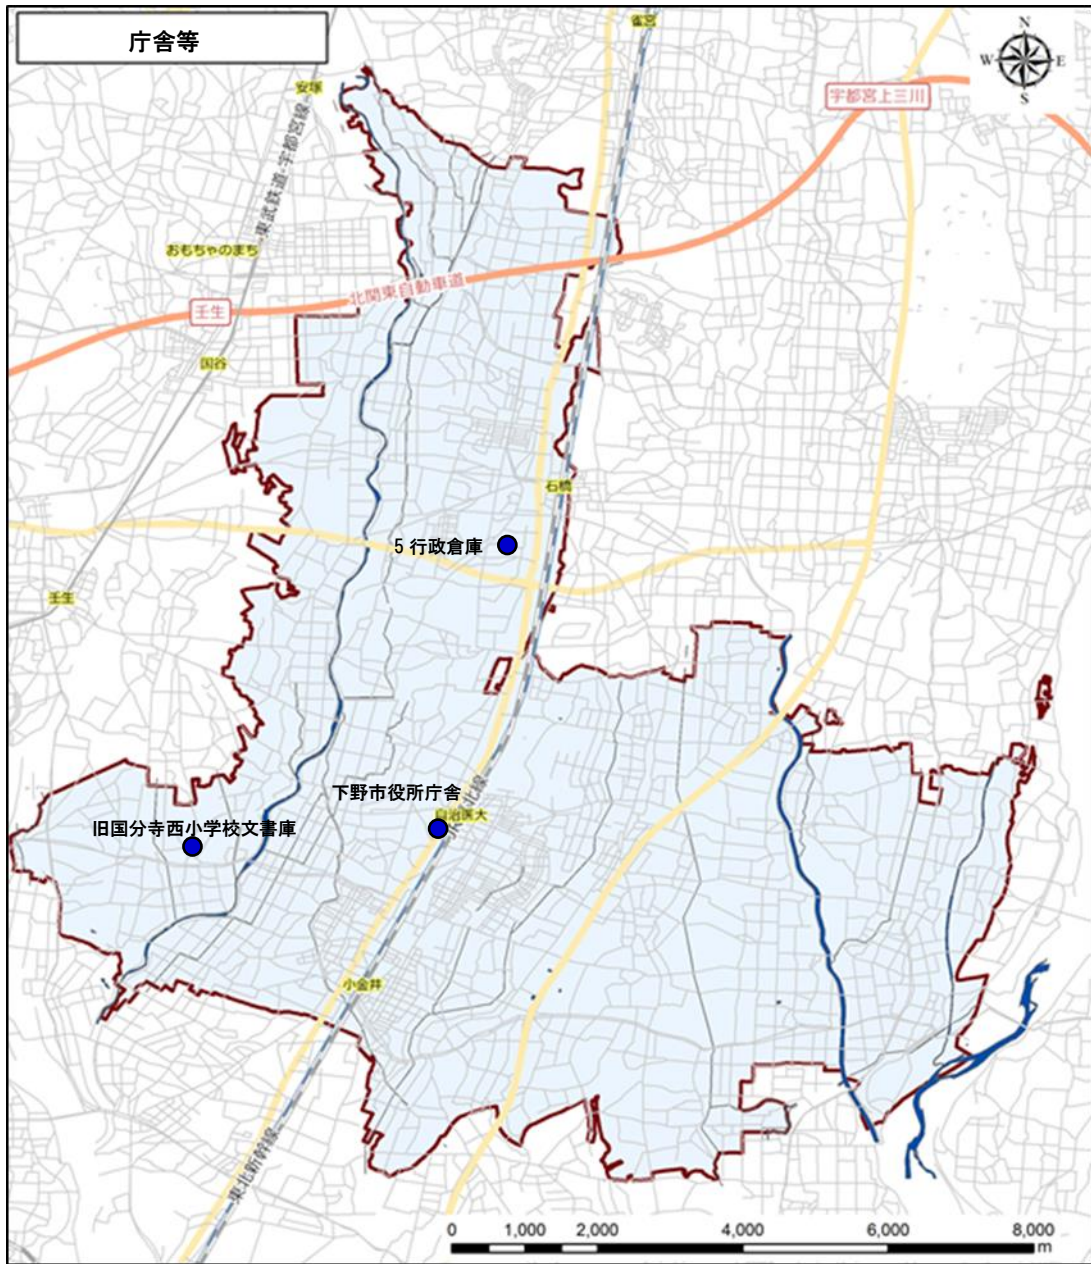 庁舎等
雀宮
N
W
E
S
安塚
宇都宮上三川
東武鉄道・宇都宮線
おもちゃのまち
北関東自動車道
壬生
国谷
石橋
5 行政倉庫
壬生
下野市役所庁舎
自治医大
旧国分寺西小学校文書庫
小金井
東北新幹線
0 1,000 2,000 4,000 6,000 8,000
m